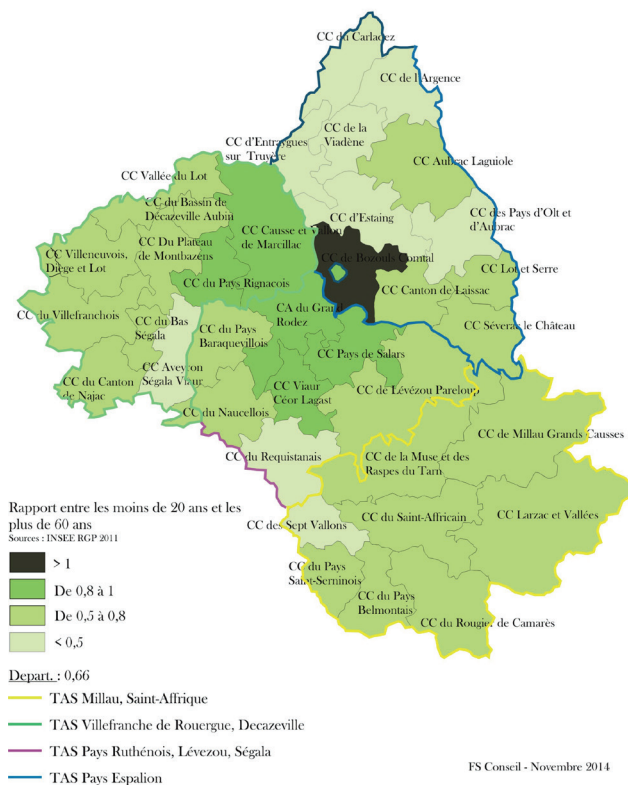 CC du Carladez
CC de l'Argence
CC de la
Viadène
CC d'Entraygues
sur Truyère
CC Aubrac Laguiole
CC Vallée du Lot
CC du Bassin de
Décazeville Aubin
CC d'Estaing
CC des Pays d'Olt et
d'Aubrac
CC Causse et Vallon
de Marcillac
CC Du Plateau
de Montbazens
CC Villeneuvois,
Diège et Lot
CC de Bozouls Comtal
CC Lot et Serre
CC du Pays Rignacois
CC Canton de Laissac
CC du Villefranchois
CC du Bas
Ségala
CC du Pays
Baraquevillois
CA du Grand
Rodez
CC Séverac le Château
CC Pays de Salars
CC Aveyron
Ségala Viaur
CC du Canton
de Najac
CC Viaur
Céor Lagast
CC de Lévézou Pareloup
CC du Naucellois
CC de Millau Grands Causses
CC du Requistanais
CC de la Muse et des
Raspes du Tarn
CC des Sept Vallons
CC du Saint-Affricain
CC Larzac et Vallées
CC du Pays
Saint-Serninois
CC du Pays
Belmontais
CC du Rougier de Camarès
Rapport entre les moins de 20 ans et les
plus de 60 ans
Sources : INSEE RGP 2011
> 1
De 0,8 à 1
De 0,5 à 0,8
< 0,5
Depart. : 0,66
TAS Millau, Saint-Affrique
TAS Villefranche de Rouergue, Decazeville
TAS Pays Ruthénois, Lévezou, Ségala
TAS Pays Espalion
FS Conseil - Novembre 2014